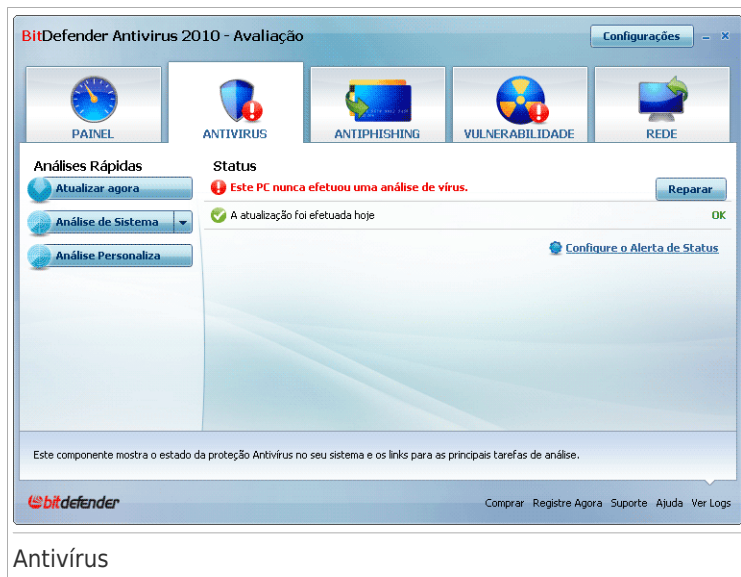 BitDefender Antivirus 2010 - Avaliação
Configurações
PAINEL
ANTIVIRUS
ANTIPHISHING
VULNERABILIDADE
REDE
Análises Rápidas
Atualizar agora
Análise de Sistema
Análise Personaliza
Status
Este PC nunca efetuou uma análise de vírus.
Reparar
A atualização foi efetuada hoje
OK
Configure o Alerta de Status
Este componente mostra o estado da proteção Antivírus no seu sistema e os links para as principais tarefas de análise.
bitdefender
Comprar Registre Agora Suporte Ajuda Ver Logs
Antivírus